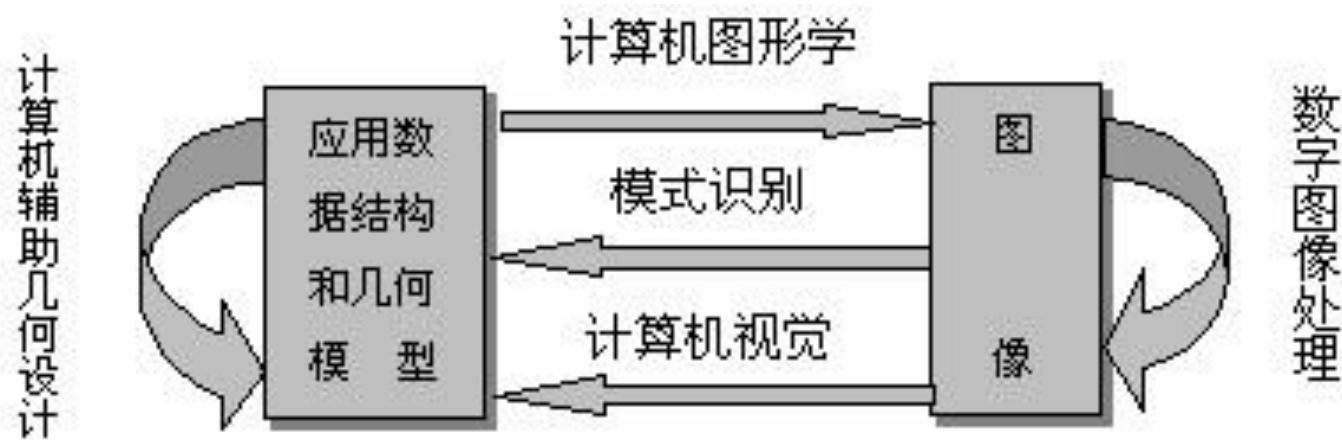 计算机辅助几何设计
应用数
据结构
和几何
模 型
计算机图形学
模式识别
计算机视觉
图
像
数字图像处理